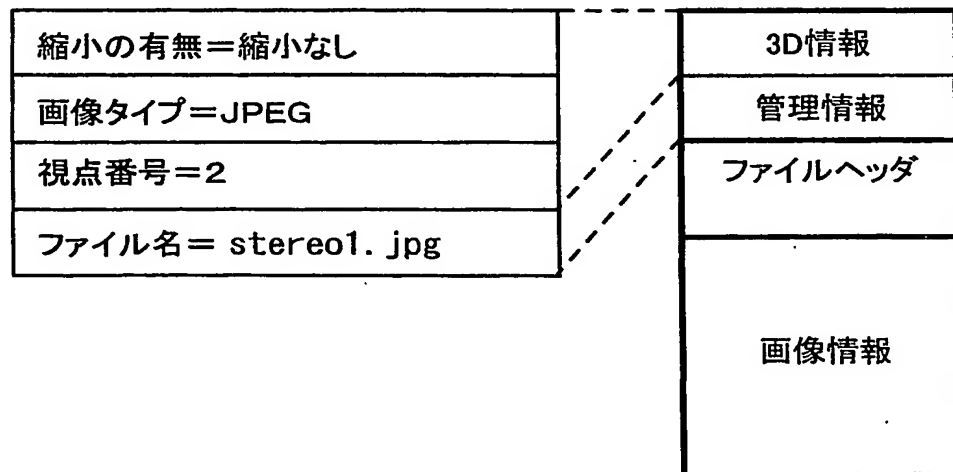 縮小の有無＝縮小なし
画像タイプ＝JPEG
視点番号＝2
ファイル名＝ stereo1. jpg
3D情報
管理情報
ファイルヘッダ
画像情報